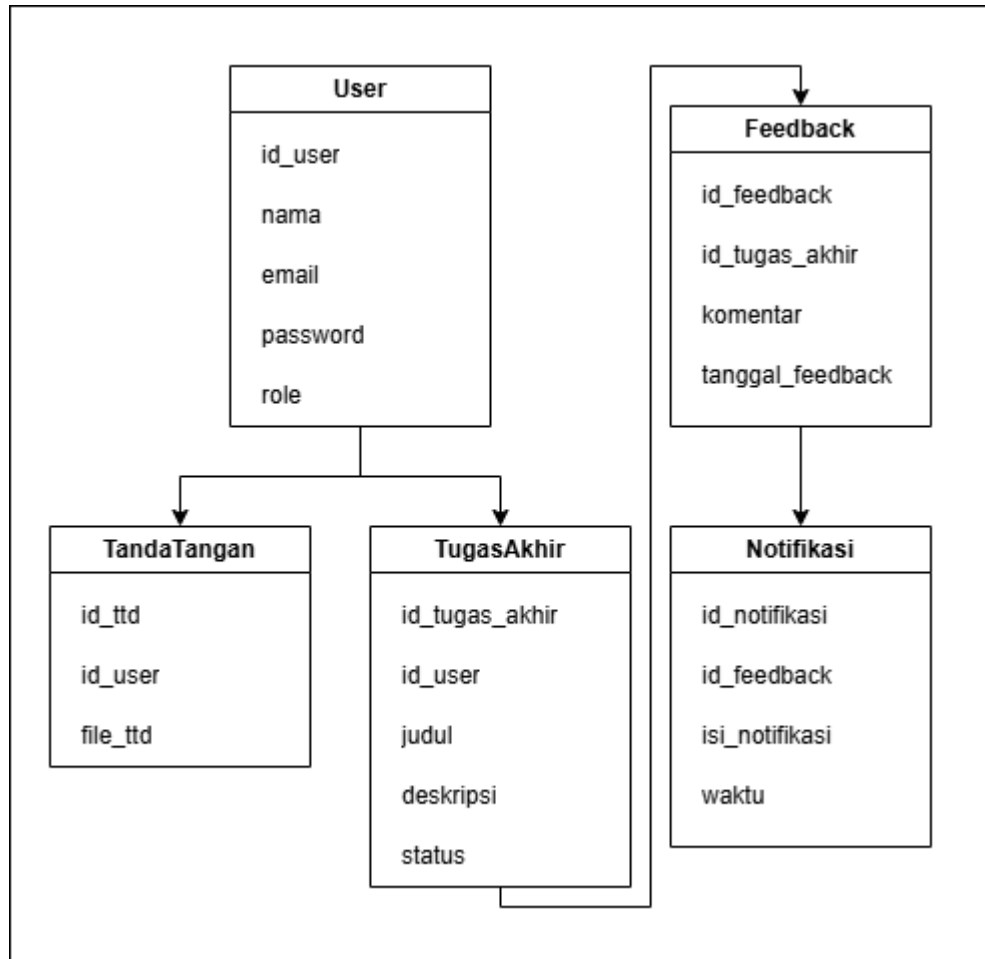 User
id_user
nama
email
password
role
TandaTangan
id_ttd
id_user
file_ttd
TugasAkhir
id_tugas_akhir
id_user
judul
deskripsi
status
Feedback
id_feedback
id_tugas_akhir
komentar
tanggal_feedback
Notifikasi
id_notifikasi
id_feedback
isi_notifikasi
waktu